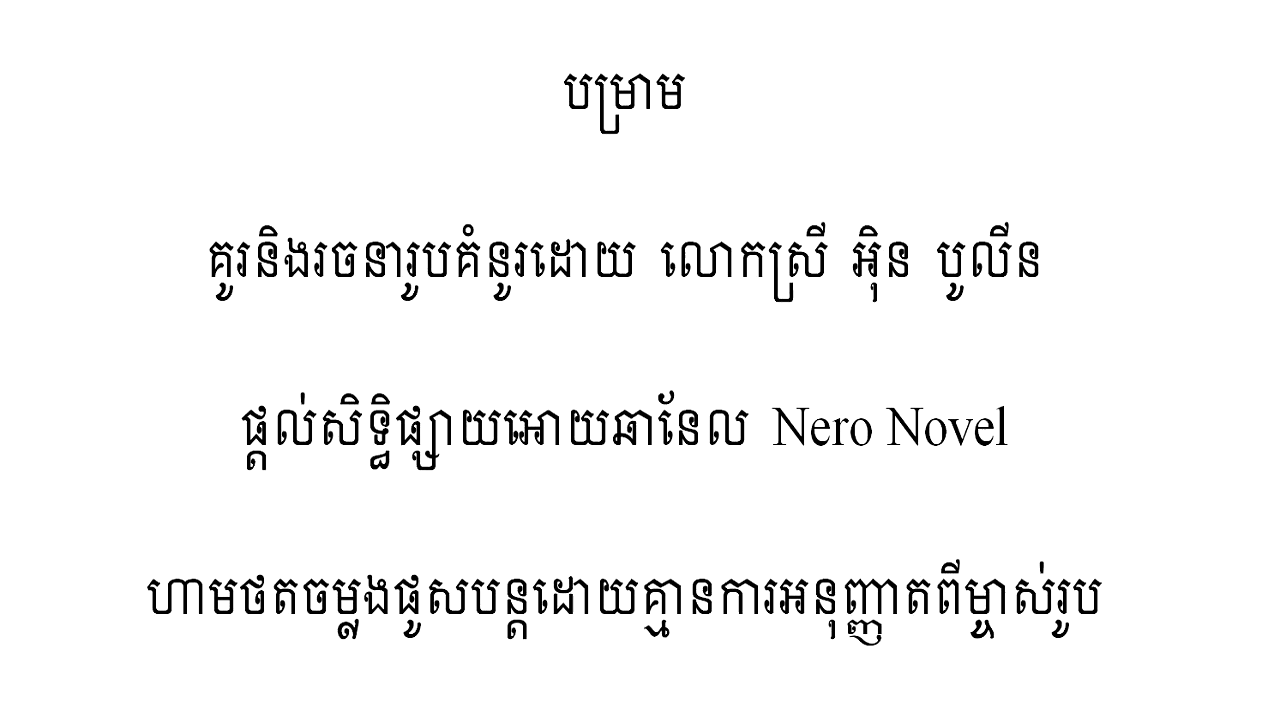 បម្រាម
គូរនិងរចនារូបគំនូរដោយ លោកស្រី អ៊ិន បូលីន
ផ្តល់សិទ្ធិផ្សាយអោយឆានែល Nero Novel
ហាមថតចម្លងផូសបន្តដោយគ្មានការអនុញ្ញាតពីម្ចាស់រូប